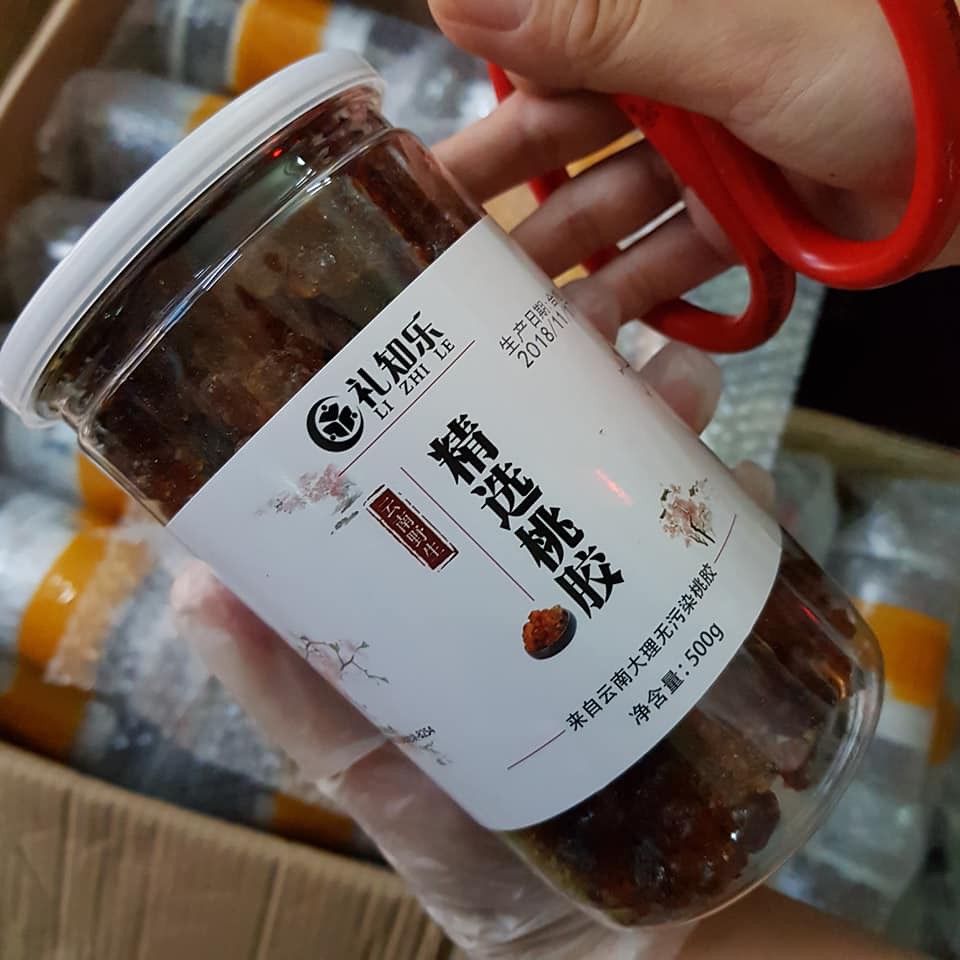 礼知乐
LI ZHI LE
生产日期:
2018/11/
精选桃胶
云南野生
来自云南大理无污染桃胶
净含量:500g